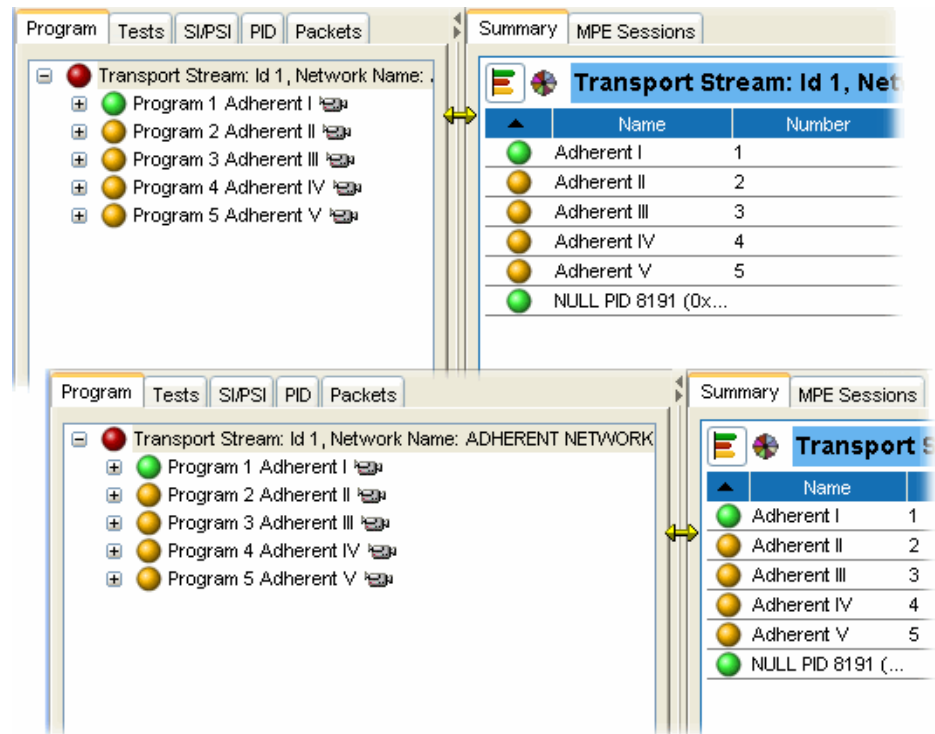 Program Tests SI/PSI PID Packets
Transport Stream: Id 1, Network Name: .
Program 1 Adherent I
Program 2 Adherent II
Program 3 Adherent III
Program 4 Adherent IV
Program 5 Adherent V
Summary MPE Sessions
Transport Stream: Id 1, Net
Name Number
Adherent I 1
Adherent II 2
Adherent III 3
Adherent IV 4
Adherent V 5
NULL PID 8191 (0x...
Program Tests SI/PSI PID Packets
Transport Stream: Id 1, Network Name: ADHERENT NETWORK
Program 1 Adherent I
Program 2 Adherent II
Program 3 Adherent III
Program 4 Adherent IV
Program 5 Adherent V
Summary MPE Sessions
Transport S
Name
Adherent I 1
Adherent II 2
Adherent III 3
Adherent IV 4
Adherent V 5
NULL PID 8191 (...